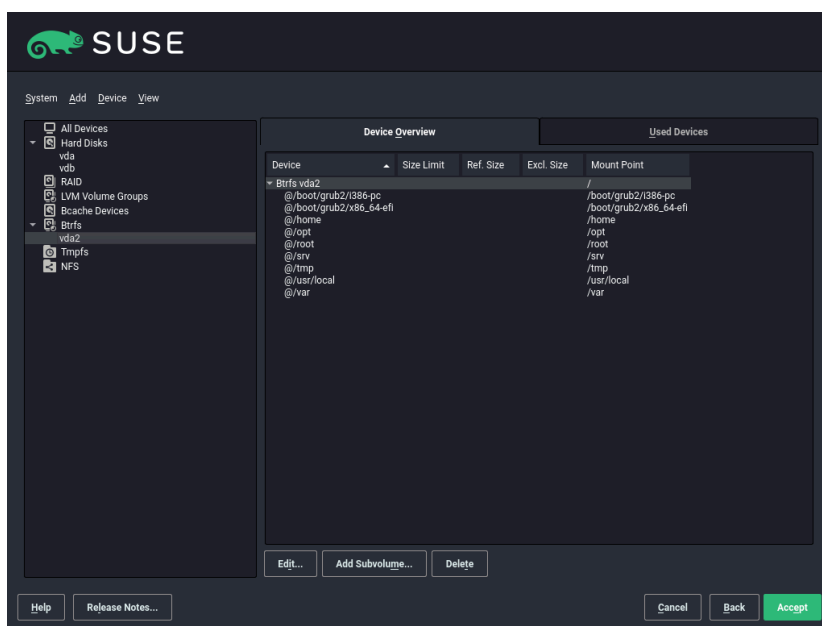 SUSE
System Add Device View
All Devices
Hard Disks
vda
vdb
RAID
LVM Volume Groups
Bcache Devices
Btrfs
vda2
Tmpfs
NFS
Device Overview Used Devices
Device Size Limit Ref. Size Excl. Size Mount Point
Btrfs vda2 /
@/boot/grub2/i386-pc /boot/grub2/i386-pc
@/boot/grub2/x86_64-efi /boot/grub2/x86_64-efi
@/home /home
@/opt /opt
@/root /root
@/srv /srv
@/tmp /tmp
@/usr/local /usr/local
@/var /var
Edit... Add Subvolume... Delete
Help Release Notes... Cancel Back Accept